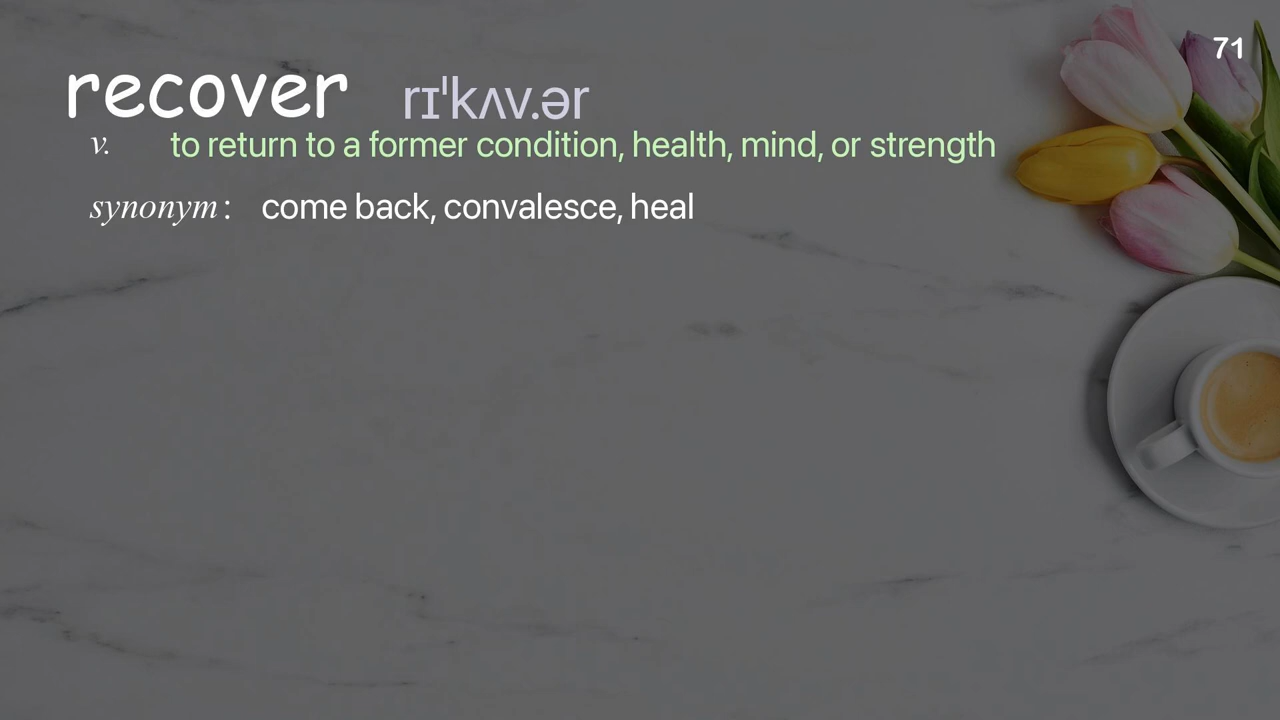 71
recover rɪˈkʌv.ər
v. to return to a former condition, health, mind, or strength
synonym : come back, convalesce, heal